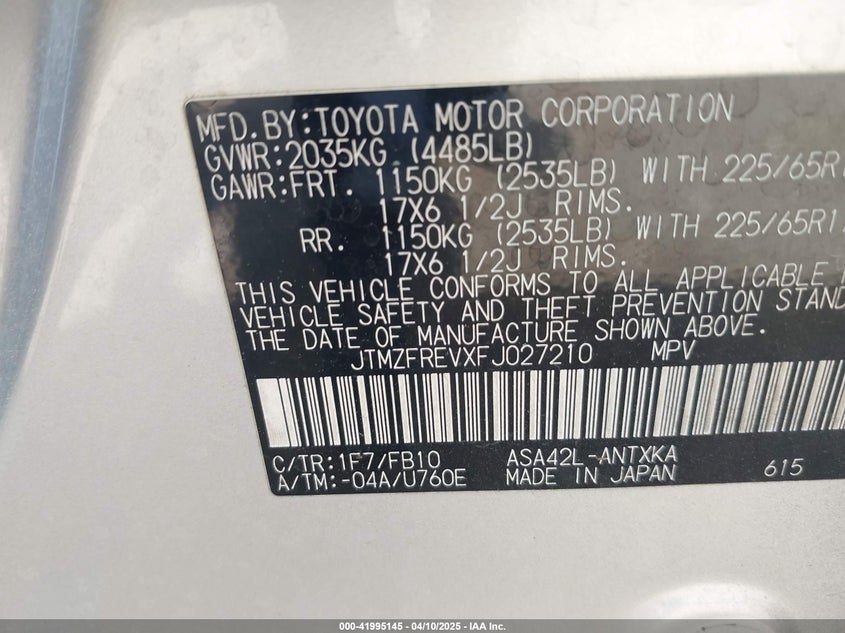 MFD.BY:TOYOTA MOTOR CORPORATION
GVWR:2035KG (4485LB)
GAWR:FRT. 1150KG (2535LB) WITH 225/65R1
17X6 1/2J RIMS.
RR. 1150KG (2535LB) WITH 225/65R1
17X6 1/2J RIMS.
THIS VEHICLE CONFORMS TO ALL APPLICABLE
VEHICLE SAFETY AND THEFT PREVENTION STAND
THE DATE OF MANUFACTURE SHOWN ABOVE.
JTMZFREVXFJ027210 MPV
C/TR:1F7/FB10 ASA42L-ANTXKA
A/TM:-04A/U760E MADE IN JAPAN 615
000-41995145 - 04/10/2025 - IAA Inc.